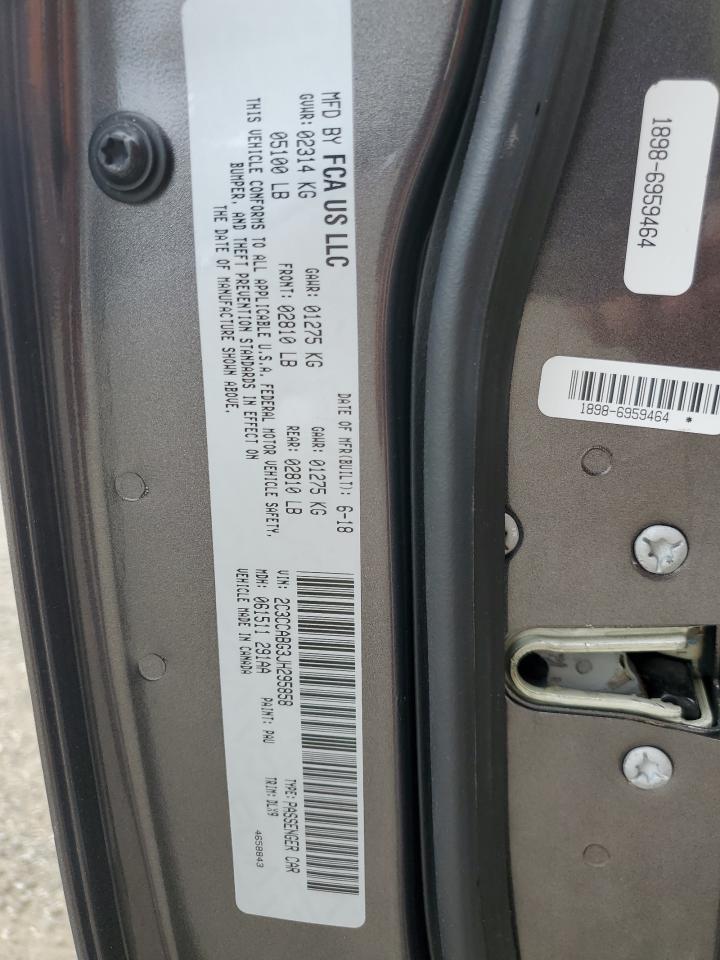 MFD BY FCA US LLC
DATE OF MFR(BUILT): 6-18
GVWR: 02314 KG
GAWR: 01275 KG
GAWR: 01275 KG
05100 LB
FRONT: 02810 LB
REAR: 02810 LB
THIS VEHICLE CONFORMS TO ALL APPLICABLE U.S.A. FEDERAL MOTOR VEHICLE SAFETY,
BUMPER, AND THEFT PREVENTION STANDARDS IN EFFECT ON
THE DATE OF MANUFACTURE SHOWN ABOVE.
VIN: 2C3CCABG3JH295858
TYPE: PASSENGER CAR
MDH: 061511 291AA
PAINT: PAU
TRIM: DLX9
VEHICLE MADE IN CANADA
4658843
1898-6959464
1898-6959464 *